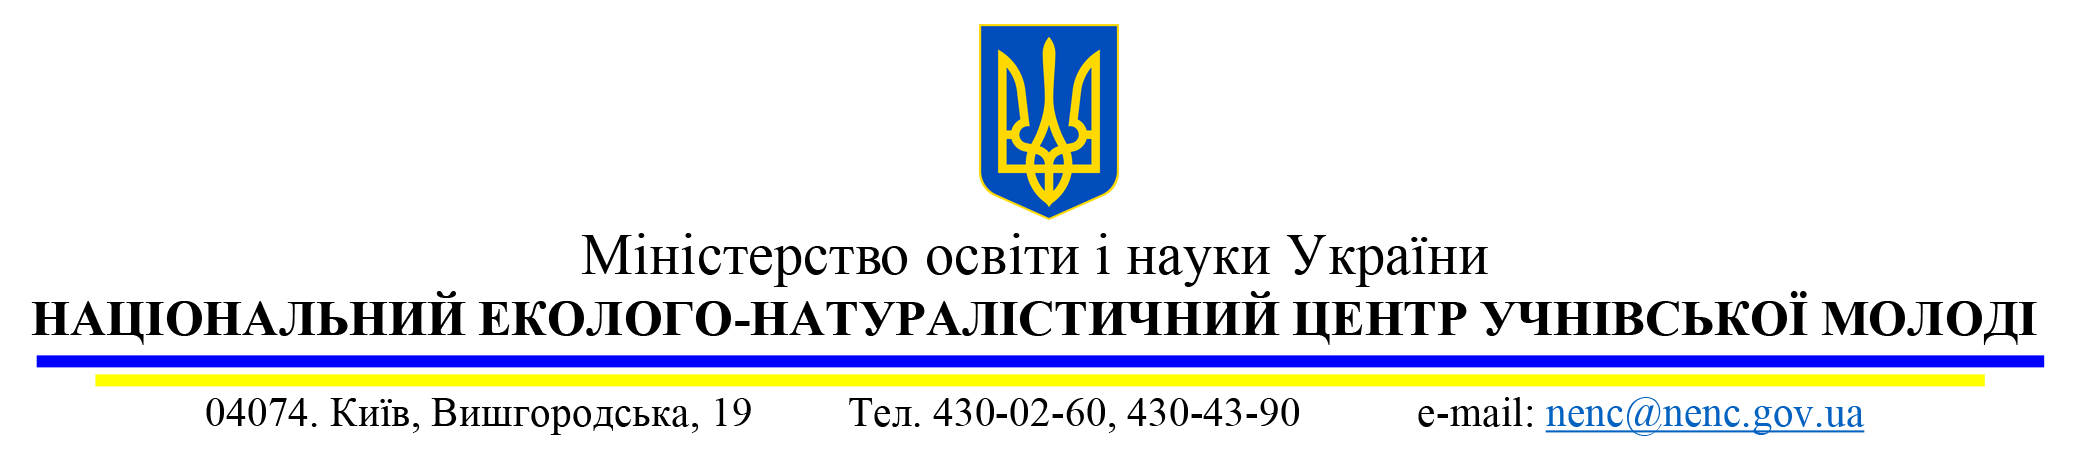 Міністерство освіти і науки України
НАЦІОНАЛЬНИЙ ЕКОЛОГО-НАТУРАЛІСТИЧНИЙ ЦЕНТР УЧНІВСЬКОЇ МОЛОДІ
04074. Київ, Вишгородська, 19 Тел. 430-02-60, 430-43-90 e-mail: nenc@nenc.gov.ua